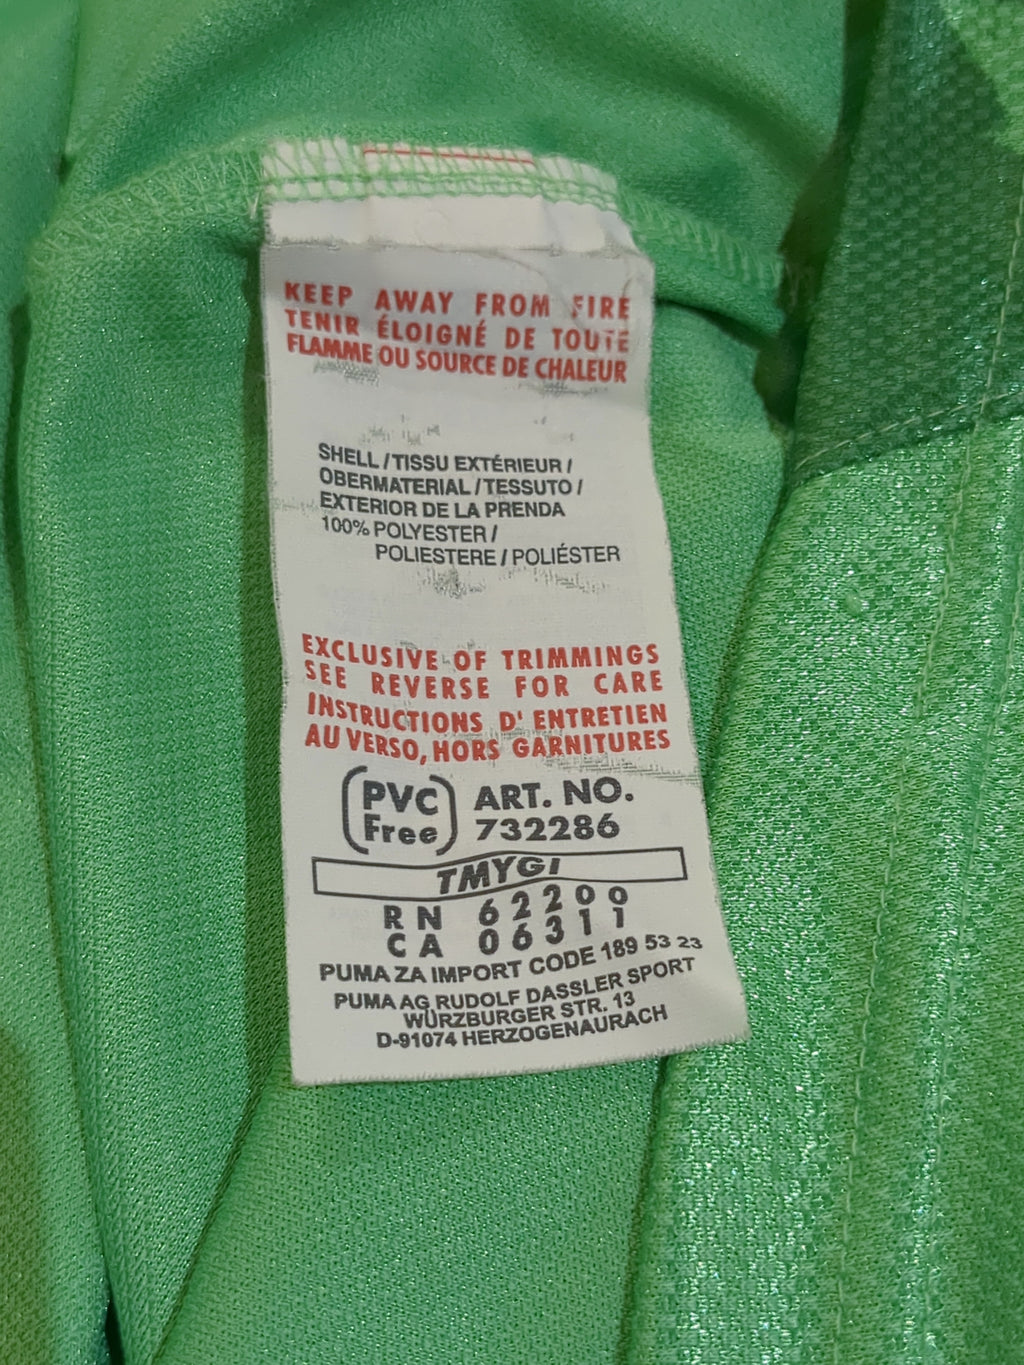 KEEP AWAY FROM FIRE
TENIR ÉLOIGNÉ DE TOUTE
FLAMME OU SOURCE DE CHALEUR
SHELL / TISSU EXTÉRIEUR /
OBERMATERIAL / TESSUTO /
EXTERIOR DE LA PRENDA
100% POLYESTER /
POLIESTERE / POLIÉSTER
EXCLUSIVE OF TRIMMINGS
SEE REVERSE FOR CARE
INSTRUCTIONS D'ENTRETIEN
AU VERSO, HORS GARNITURES
PVC Free
ART. NO.
732286
TMYGI
RN 62200
CA 06311
PUMA ZA IMPORT CODE 189 53 23
PUMA AG RUDOLF DASSLER SPORT
WÜRZBURGER STR. 13
D-91074 HERZOGENAURACH